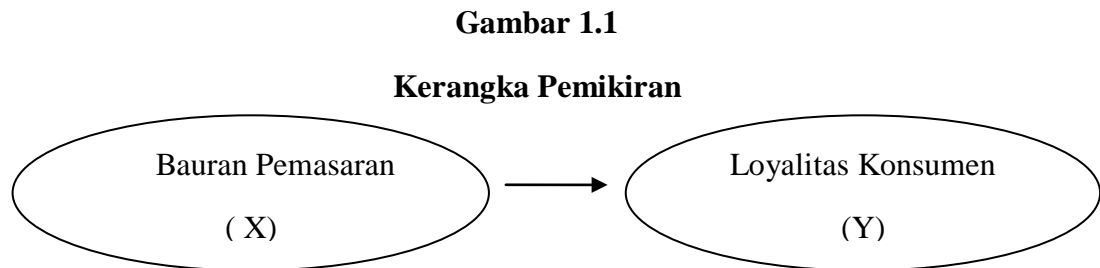 Gambar 1.1
Kerangka Pemikiran
Bauran Pemasaran
Loyalitas Konsumen
( X)
(Y)